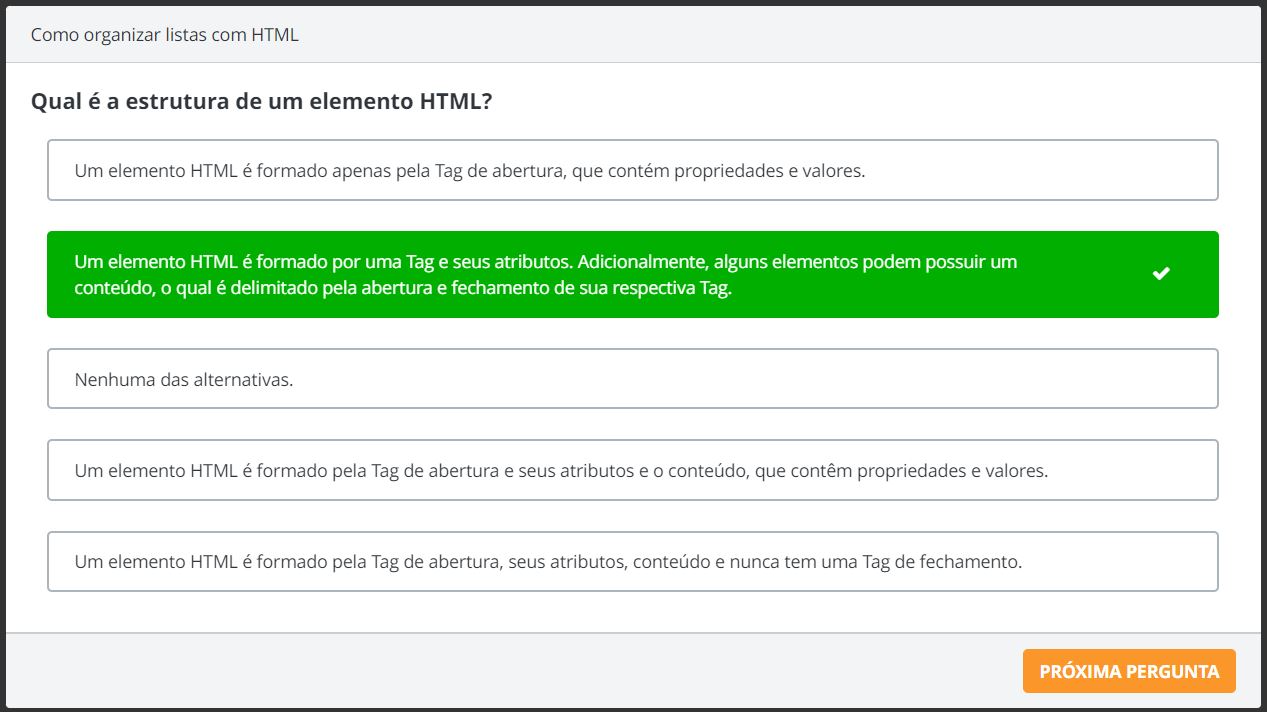 Como organizar listas com HTML
Qual é a estrutura de um elemento HTML?
Um elemento HTML é formado apenas pela Tag de abertura, que contém propriedades e valores.
Um elemento HTML é formado por uma Tag e seus atributos. Adicionalmente, alguns elementos podem possuir um
conteúdo, o qual é delimitado pela abertura e fechamento de sua respectiva Tag.
Nenhuma das alternativas.
Um elemento HTML é formado pela Tag de abertura e seus atributos e o conteúdo, que contêm propriedades e valores.
Um elemento HTML é formado pela Tag de abertura, seus atributos, conteúdo e nunca tem uma Tag de fechamento.
PRÓXIMA PERGUNTA